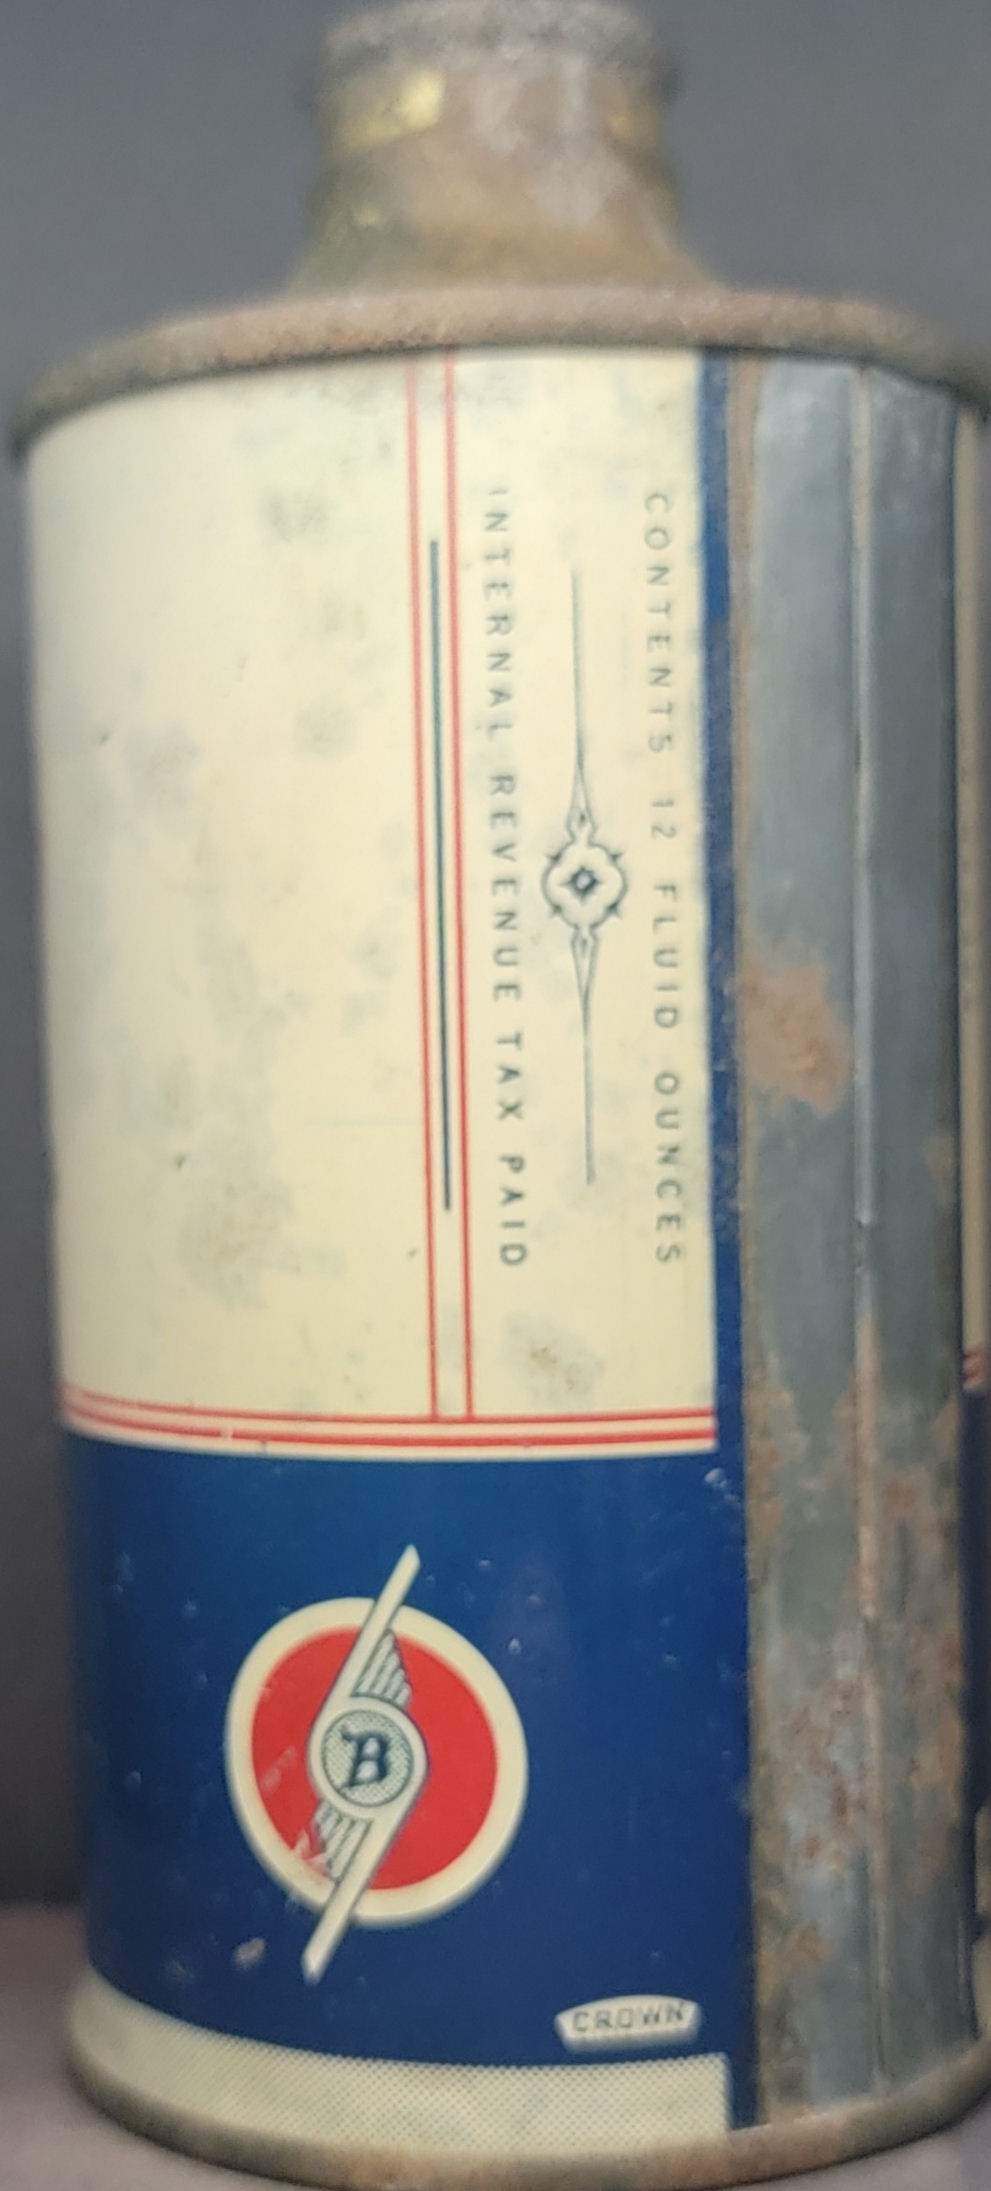 CONTENTS 12 FLUID OUNCES
INTERNAL REVENUE TAX PAID
B
CROWN